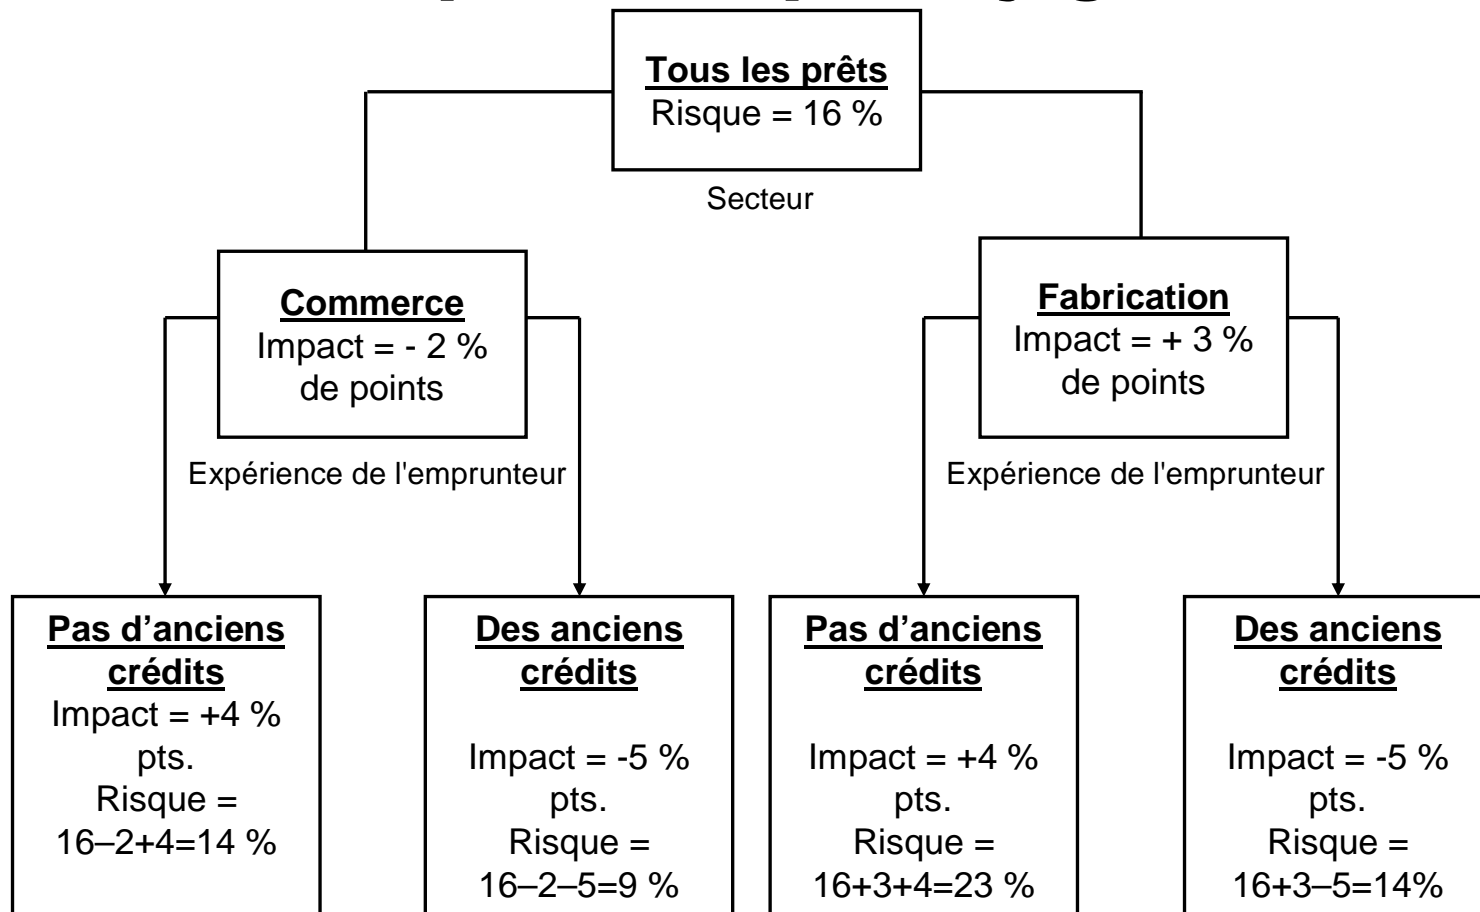 Tous les prêts
Risque = 16 %
Secteur
Commerce
Impact = - 2 %
de points
Fabrication
Impact = + 3 %
de points
Expérience de l'emprunteur
Expérience de l'emprunteur
Pas d’anciens
crédits
Impact = +4 %
pts.
Risque =
16–2+4=14 %
Des anciens
crédits
Impact = -5 %
pts.
Risque =
16–2–5=9 %
Pas d’anciens
crédits
Impact = +4 %
pts.
Risque =
16+3+4=23 %
Des anciens
crédits
Impact = -5 %
pts.
Risque =
16+3–5=14%